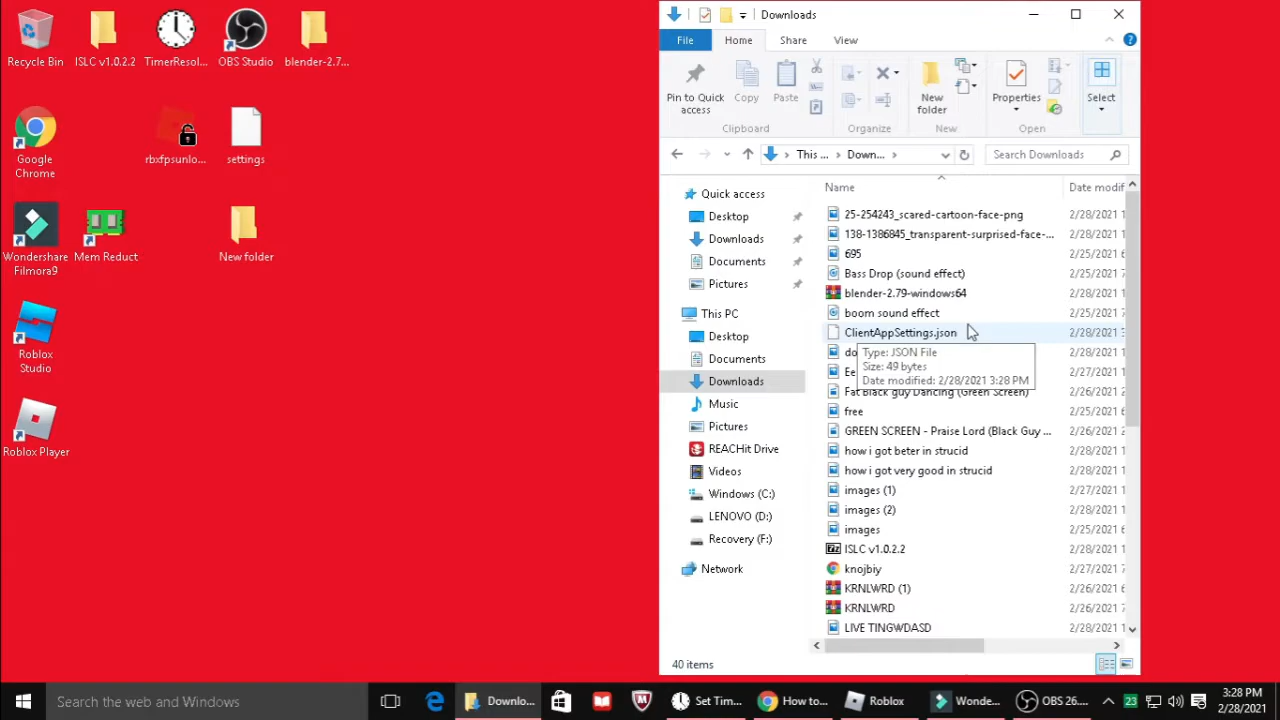 Recycle Bin
ISLC v1.0.2.2
TimerResol...
OBS Studio
blender-2.7...
Google
Chrome
rbxfpsunlo...
settings
Wondershare
Filmora9
Mem Reduct
New folder
Roblox
Studio
Roblox Player
Downloads
File
Home
Share
View
Pin to Quick
access
Copy
Paste
New
folder
Properties
Select
Clipboard
Organize
New
Open
This ...
Down...
Search Downloads
Quick access
Desktop
Downloads
Documents
Pictures
This PC
Desktop
Documents
Downloads
Music
Pictures
REACHit Drive
Videos
Windows (C:)
LENOVO (D:)
Recovery (F:)
Network
Name
Date modif
25-254243_scared-cartoon-face-png
2/28/2021 1
138-1386845_transparent-surprised-face-...
2/28/2021 1
695
2/25/2021 6
Bass Drop (sound effect)
2/25/2021 7
blender-2.79-windows64
2/28/2021 1
boom sound effect
2/25/2021 7
ClientAppSettings.json
2/28/2021 3
do
2/28/2021 1
Type: JSON File
Size: 49 bytes
Date modified: 2/28/2021 3:28 PM
Ee
2/27/2021 1
Fat Black guy Dancing (Green Screen)
2/26/2021 1
free
2/25/2021 6
GREEN SCREEN - Praise Lord (Black Guy ...
2/26/2021 1
how i got beter in strucid
2/28/2021 1
how i got very good in strucid
2/28/2021 1
images (1)
2/27/2021 1
images (2)
2/28/2021 1
images
2/25/2021 6
ISLC v1.0.2.2
2/28/2021 1
knojbiy
2/27/2021 7
KRNLWRD (1)
2/28/2021 1
KRNLWRD
2/26/2021 7
LIVE TINGWDASD
2/28/2021 1
40 items
Search the web and Windows
Downlo...
Set Tim...
How to...
Roblox
Wonde...
OBS 26....
23
3:28 PM
2/28/2021